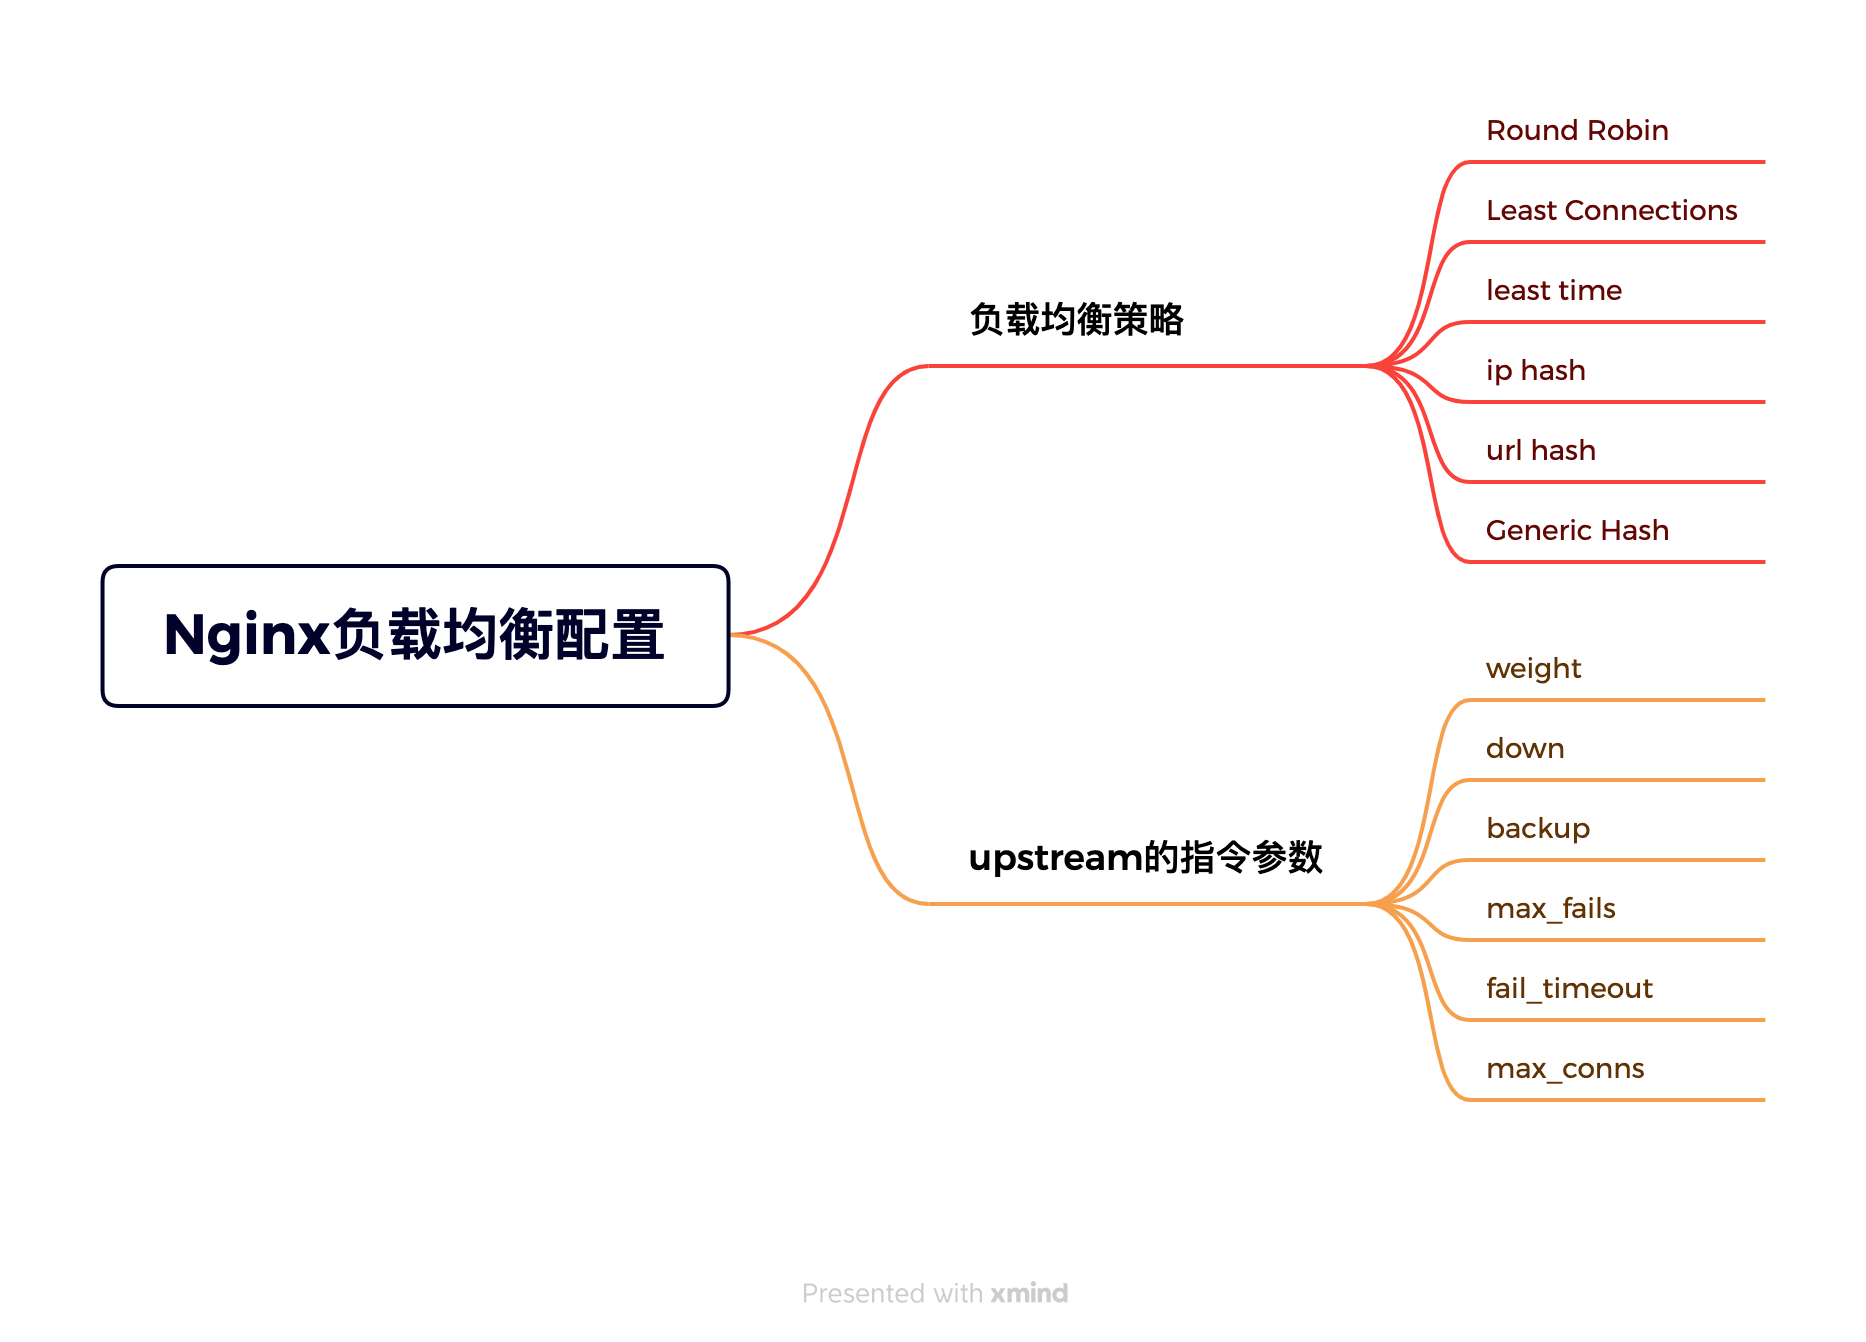 Nginx负载均衡配置
负载均衡策略
Round Robin
Least Connections
least time
ip hash
url hash
Generic Hash
upstream的指令参数
weight
down
backup
max_fails
fail_timeout
max_conns
Presented with xmind